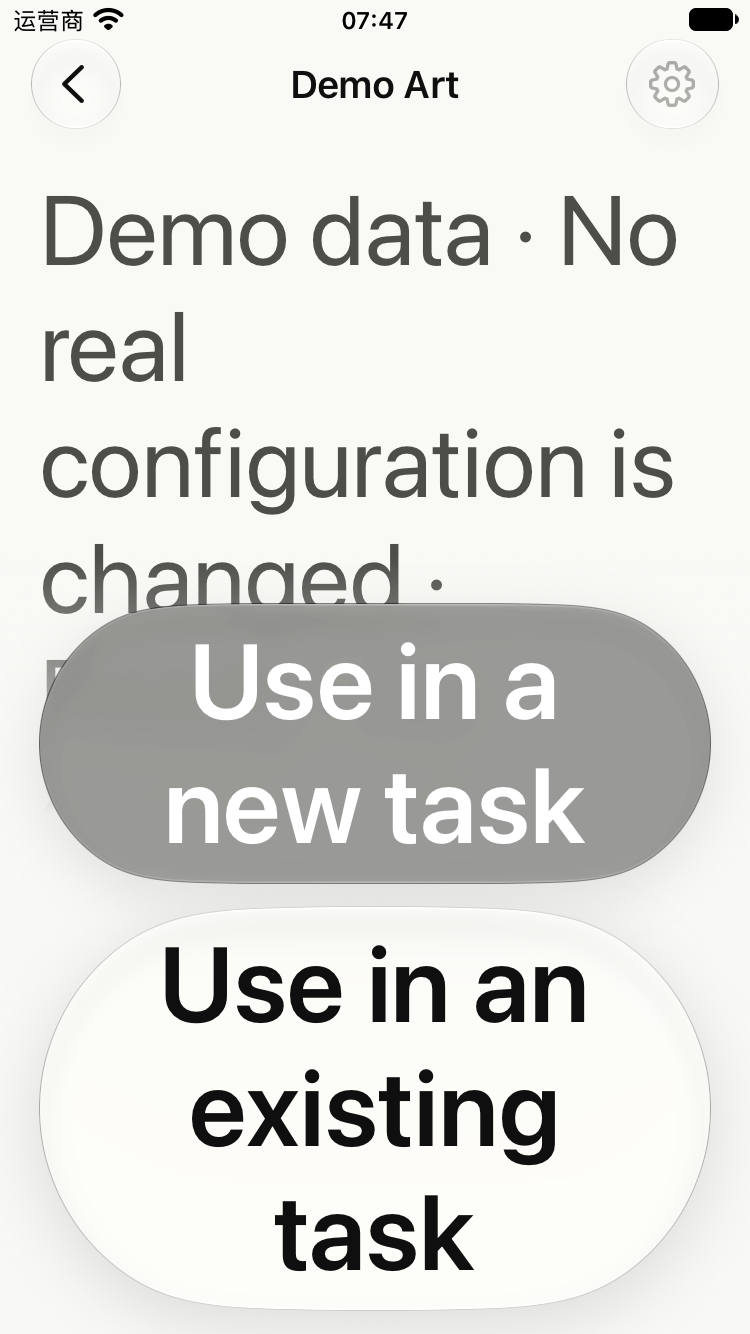 运营商
07:47
Demo Art
Demo data · No
real
configuration is
changed ·
Use in a
new task
Use in an
existing
task